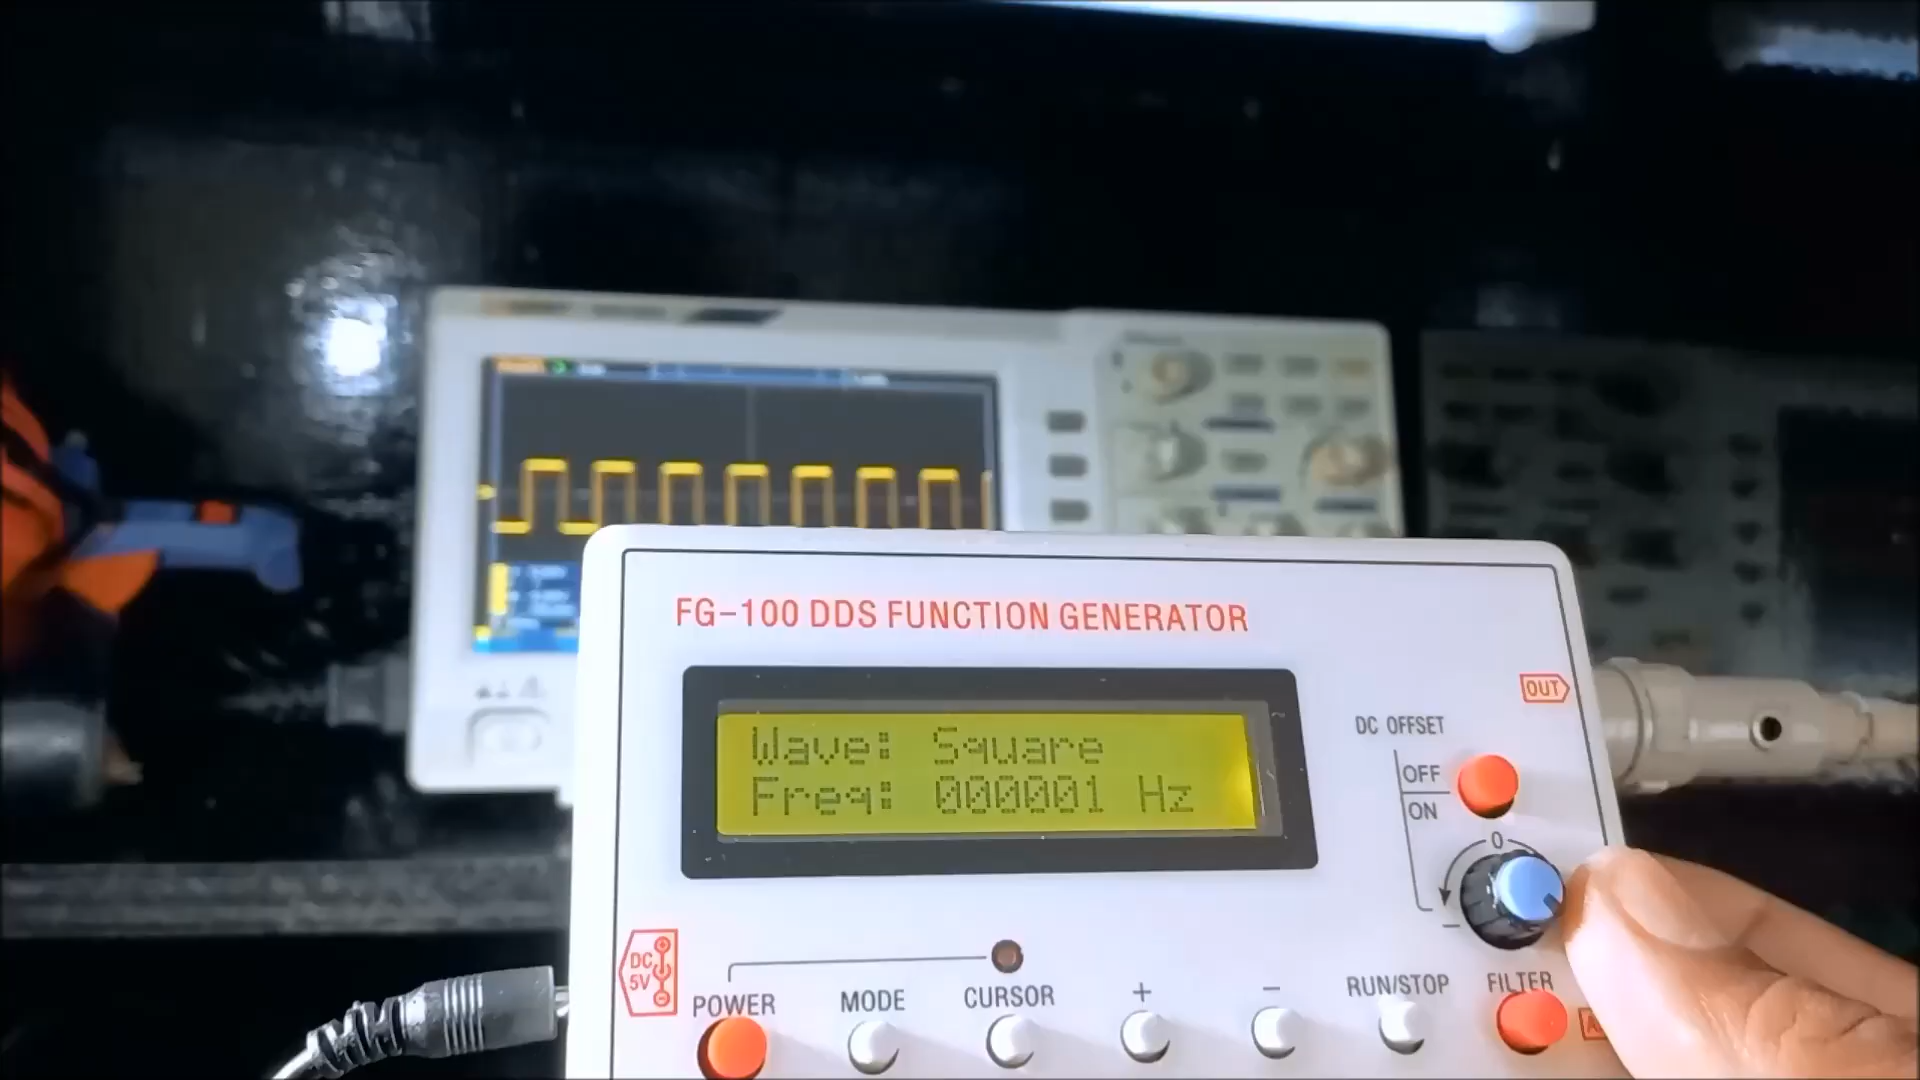 FG-100 DDS FUNCTION GENERATOR
Wave: Square
Freq: 000001 Hz
OUT
DC OFFSET
OFF
ON
0
−
DC
5V
POWER
MODE
CURSOR
+
−
RUN/STOP
FILTER